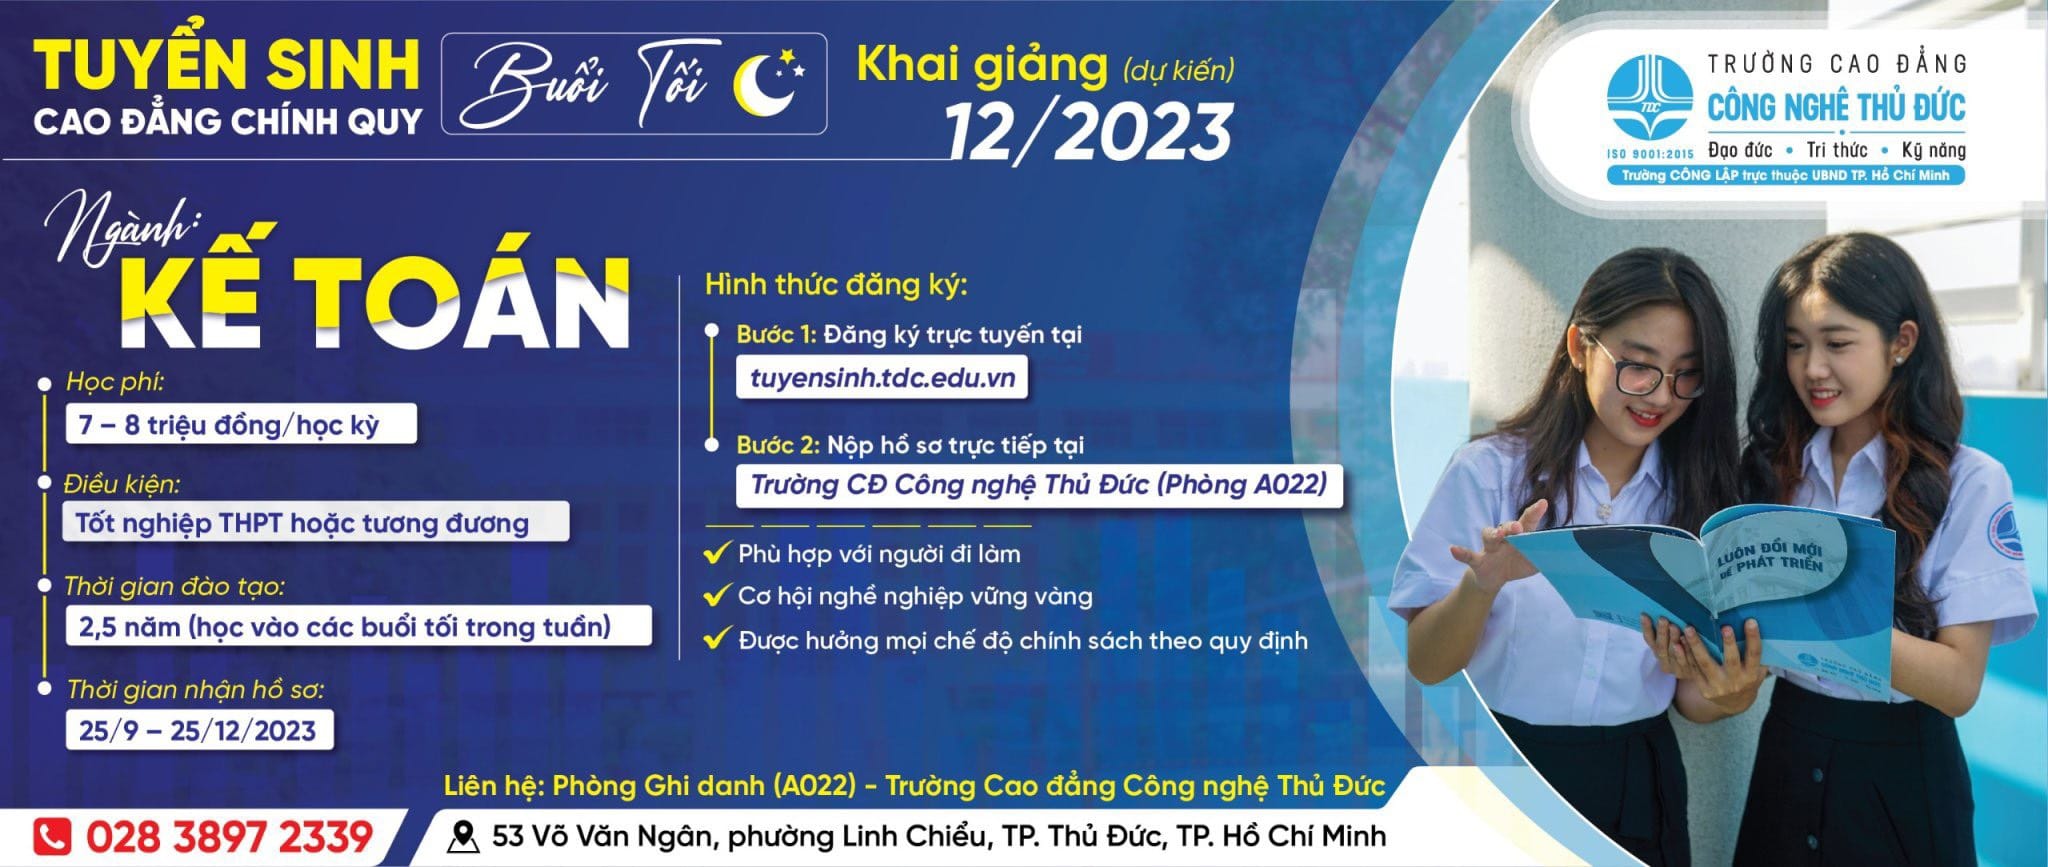 TUYỂN SINH
CAO ĐẲNG CHÍNH QUY
Buổi Tối
Khai giảng (dự kiến)
12/2023
TDC
ISO 9001:2015
TRƯỜNG CAO ĐẲNG
CÔNG NGHỆ THỦ ĐỨC
Đạo đức • Tri thức • Kỹ năng
Trường CÔNG LẬP trực thuộc UBND TP. Hồ Chí Minh
Ngành:
KẾ TOÁN
Học phí:
7 – 8 triệu đồng/học kỳ
Điều kiện:
Tốt nghiệp THPT hoặc tương đương
Thời gian đào tạo:
2,5 năm (học vào các buổi tối trong tuần)
Thời gian nhận hồ sơ:
25/9 – 25/12/2023
Hình thức đăng ký:
Bước 1: Đăng ký trực tuyến tại
tuyensinh.tdc.edu.vn
Bước 2: Nộp hồ sơ trực tiếp tại
Trường CĐ Công nghệ Thủ Đức (Phòng A022)
Phù hợp với người đi làm
Cơ hội nghề nghiệp vững vàng
Được hưởng mọi chế độ chính sách theo quy định
LUÔN ĐỔI MỚI
ĐỂ PHÁT TRIỂN
TRƯỜNG CAO ĐẲNG
CÔNG NGHỆ THỦ ĐỨC
Liên hệ: Phòng Ghi danh (A022) - Trường Cao đẳng Công nghệ Thủ Đức
028 3897 2339
53 Võ Văn Ngân, phường Linh Chiểu, TP. Thủ Đức, TP. Hồ Chí Minh